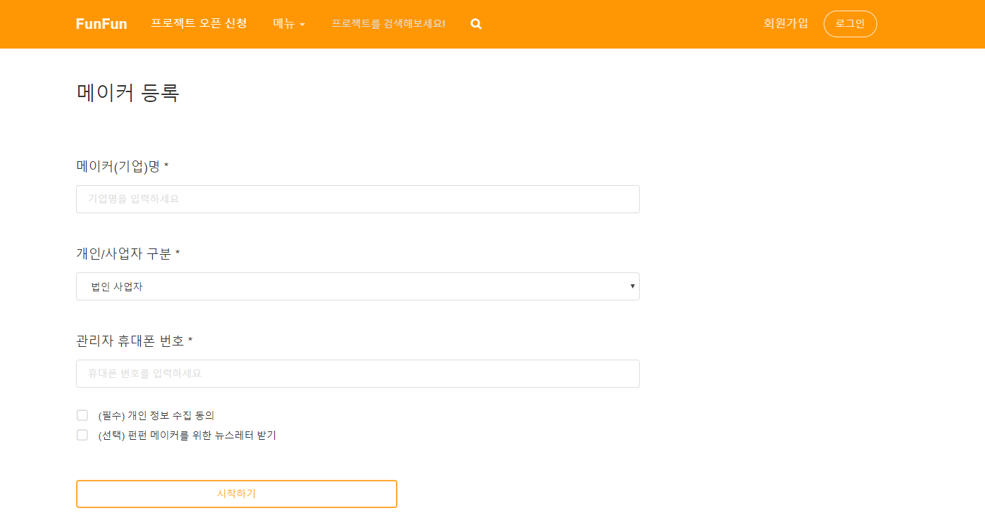 FunFun 프로젝트 오픈 신청 메뉴 프로젝트를 검색해보세요! 회원가입 로그인
메이커 등록
메이커(기업)명 *
기업명을 입력하세요
개인/사업자 구분 *
법인 사업자
관리자 휴대폰 번호 *
휴대폰 번호를 입력하세요
(필수) 개인 정보 수집 동의
(선택) 펀펀 메이커를 위한 뉴스레터 받기
시작하기